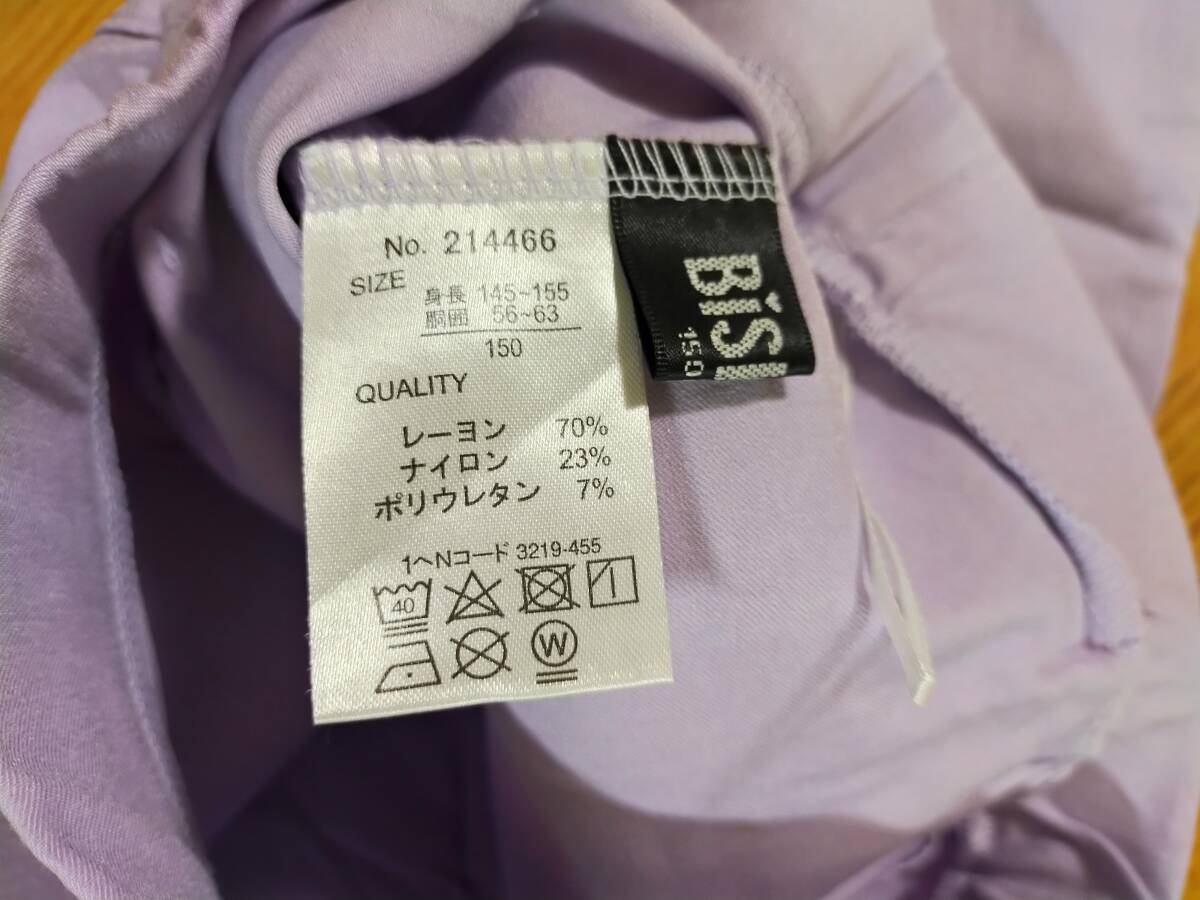 No. 214466
SIZE
身長 145~155
胴囲 56~63
150
QUALITY
レーヨン 70%
ナイロン 23%
ポリウレタン 7%
1へNコード 3219-455
40
W
BiS
150